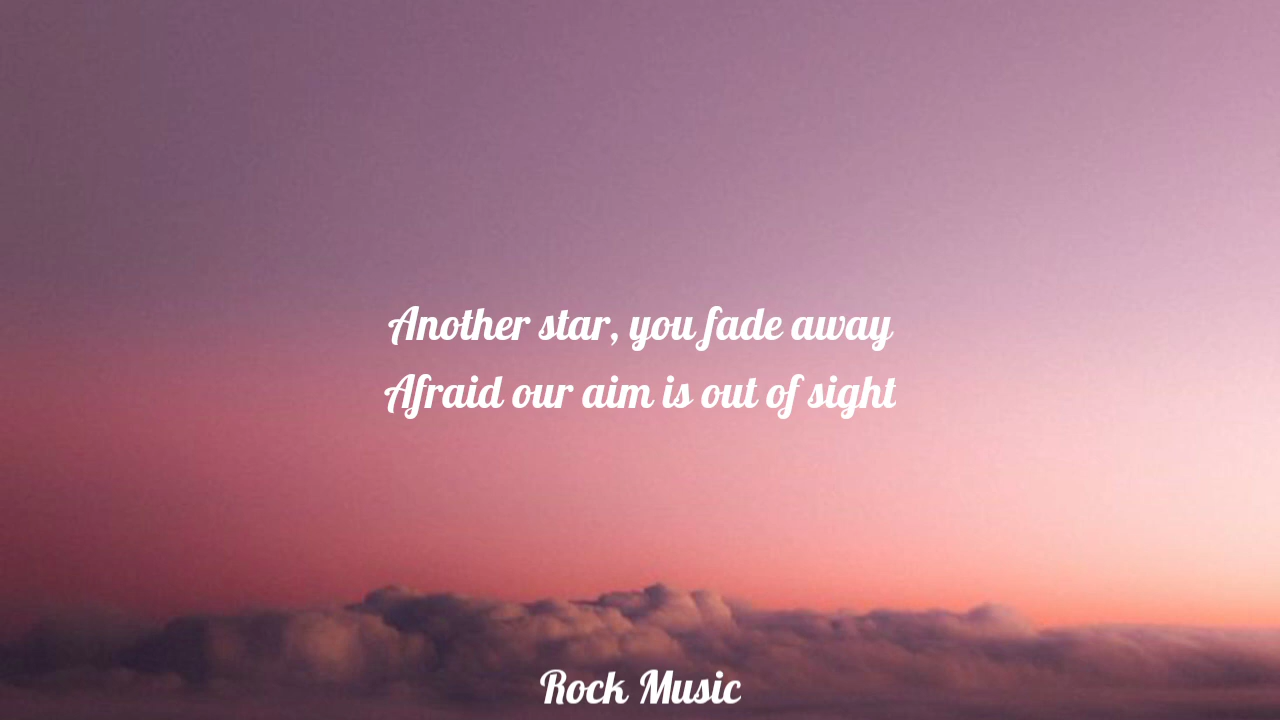 Another star, you fade away
Afraid our aim is out of sight
Rock Music